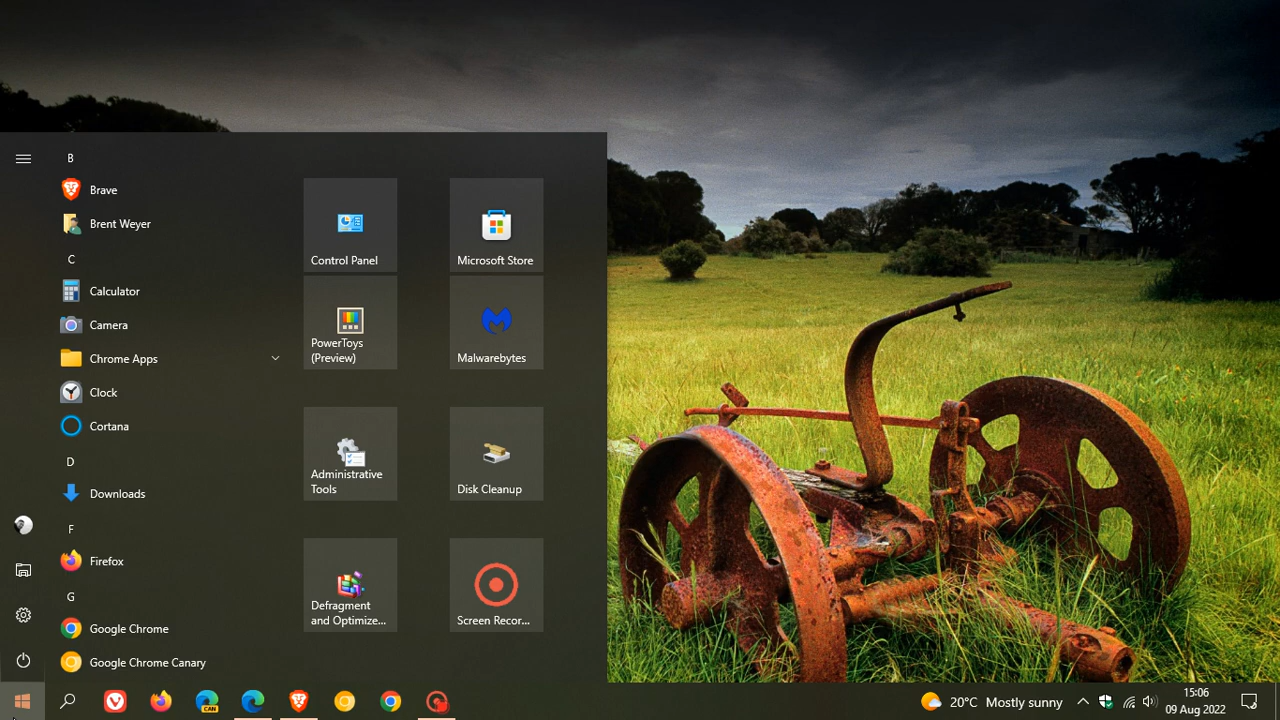 B
Brave
Brent Weyer
C
Calculator
Camera
Chrome Apps
Clock
Cortana
D
Downloads
F
Firefox
G
Google Chrome
Google Chrome Canary
Control Panel
Microsoft Store
PowerToys
(Preview)
Malwarebytes
Administrative
Tools
Disk Cleanup
Defragment
and Optimize...
Screen Recor...
CAN
20°C Mostly sunny
15:06
09 Aug 2022